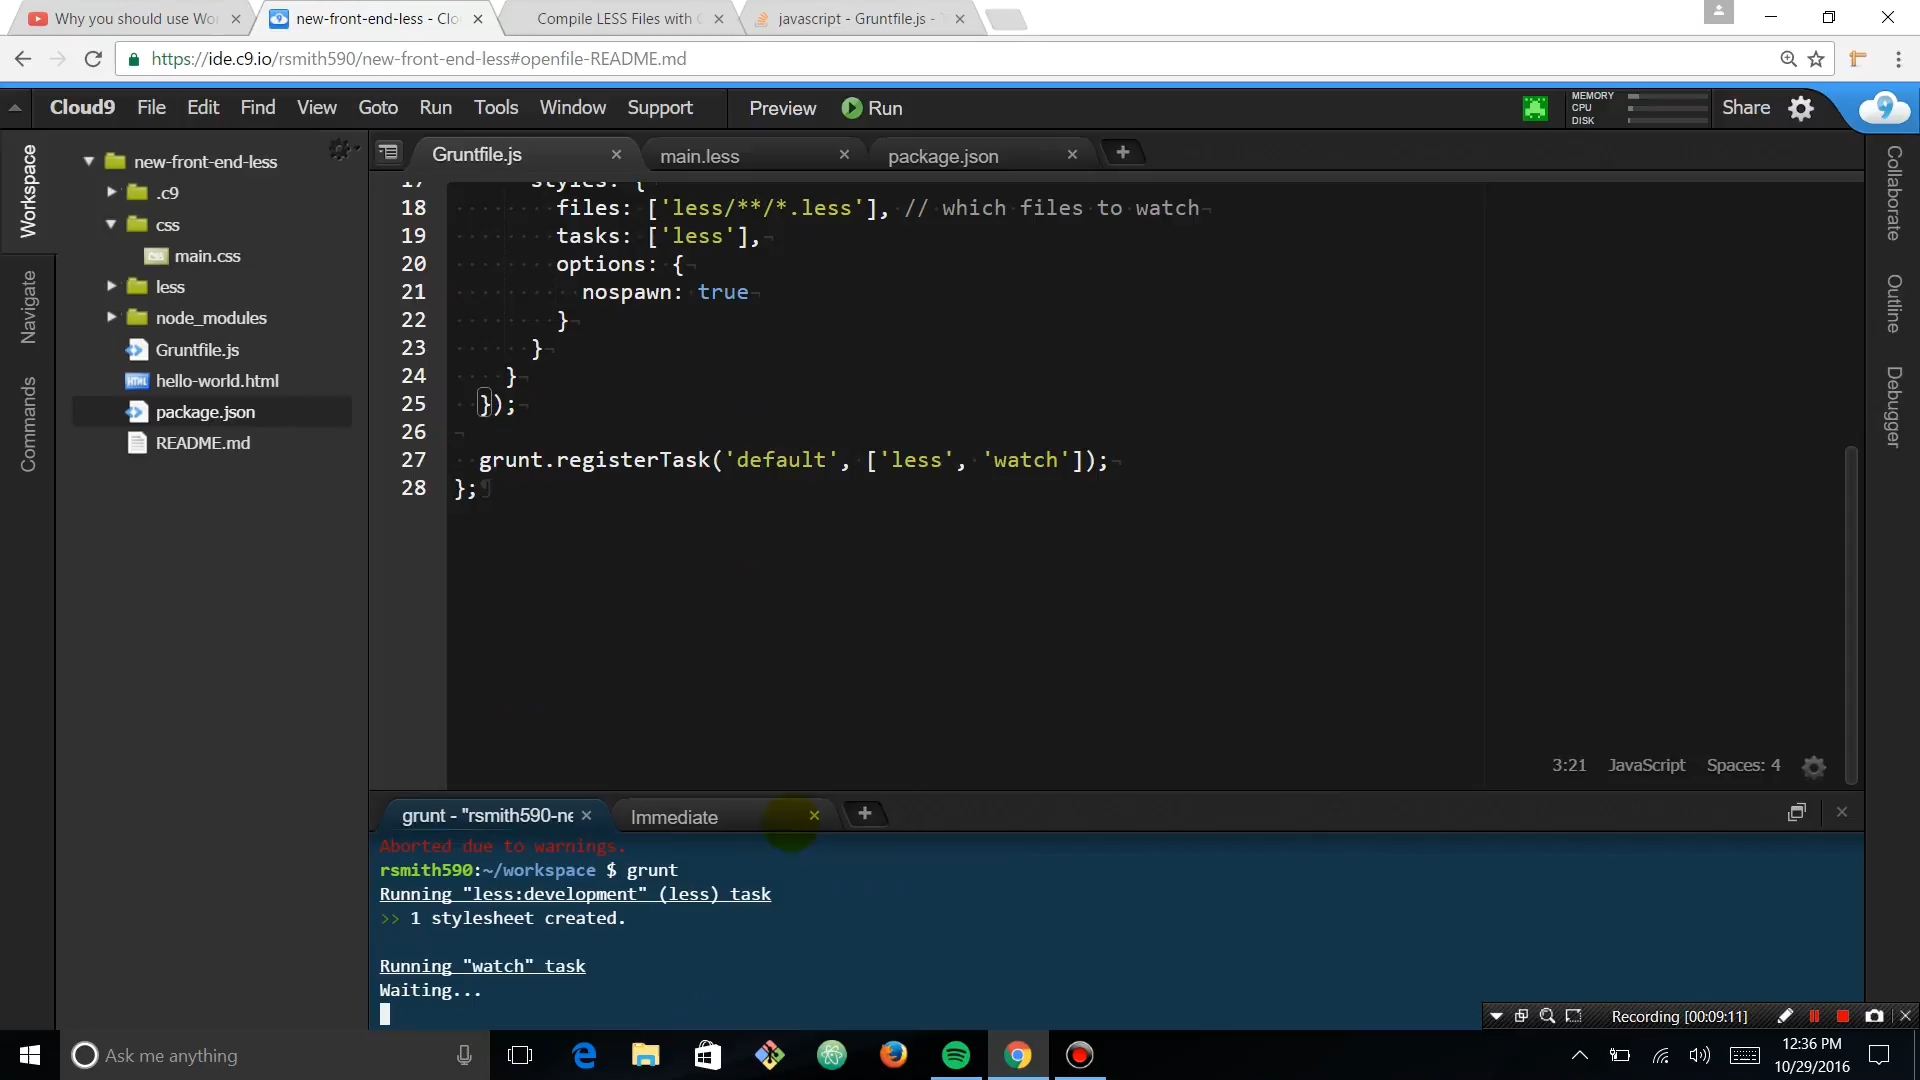 Why you should use Wo
new-front-end-less - Clo
Compile LESS Files with
javascript - Gruntfile.js -
https://ide.c9.io/rsmith590/new-front-end-less#openfile-README.md
Cloud9 File Edit Find View Goto Run Tools Window Support Preview Run
MEMORY
CPU
DISK
Share
9
Workspace
Navigate
Commands
new-front-end-less
.c9
css
main.css
less
node_modules
Gruntfile.js
hello-world.html
package.json
README.md
Gruntfile.js
main.less
package.json
17 styles: {
18 files: ['less/**/*.less'], // which files to watch
19 tasks: ['less'],
20 options: {
21 nospawn: true
22 }
23 }
24 }
25 });
26
27 grunt.registerTask('default', ['less', 'watch']);
28 };
3:21 JavaScript Spaces: 4
Collaborate
Outline
Debugger
grunt - "rsmith590-ne
Immediate
Aborted due to warnings.
rsmith590:~/workspace $ grunt
Running "less:development" (less) task
>> 1 stylesheet created.
Running "watch" task
Waiting...
Recording [00:09:11]
Ask me anything
12:36 PM
10/29/2016